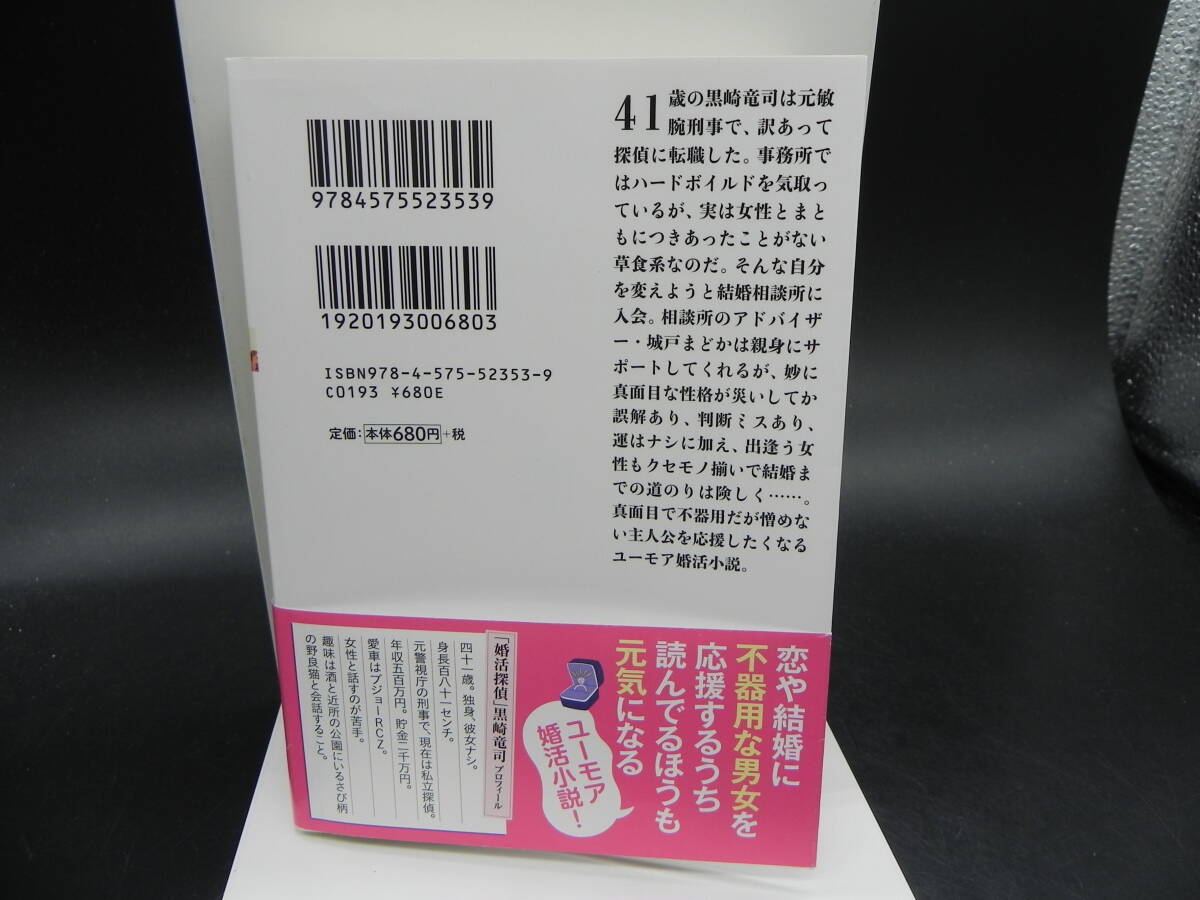 9784575523539
1920193006803
ISBN978-4-575-52353-9
C0193 ¥680E
定価：本体680円+税
41歳の黒崎竜司は元敏
腕刑事で、訳あって
探偵に転職した。事務所で
はハードボイルドを気取っ
ているが、実は女性とまと
もにつきあったことがない
草食系なのだ。そんな自分
を変えようと結婚相談所に
入会。相談所のアドバイザ
ー・城戸まどかは親身にサ
ポートしてくれるが、妙に
真面目な性格が災いしてか
誤解あり、判断ミスあり、
運はナシに加え、出逢う女
性もクセモノ揃いで結婚ま
での道のりは険しく……。
真面目で不器用だが憎めな
い主人公を応援したくなる
ユーモア婚活小説。
恋や結婚に
不器用な男女を
応援するうち
読んでるほうも
元気になる
ユーモア
婚活小説！
「婚活探偵」黒崎竜司 プロフィール
四十一歳。独身、彼女ナシ。
身長百八十一センチ。
元警視庁の刑事で、現在は私立探偵。
年収五百万円。貯金二千万円。
愛車はプジョーRCZ。
女性と話すのが苦手。
趣味は酒と近所の公園にいるさび柄
の野良猫と会話すること。